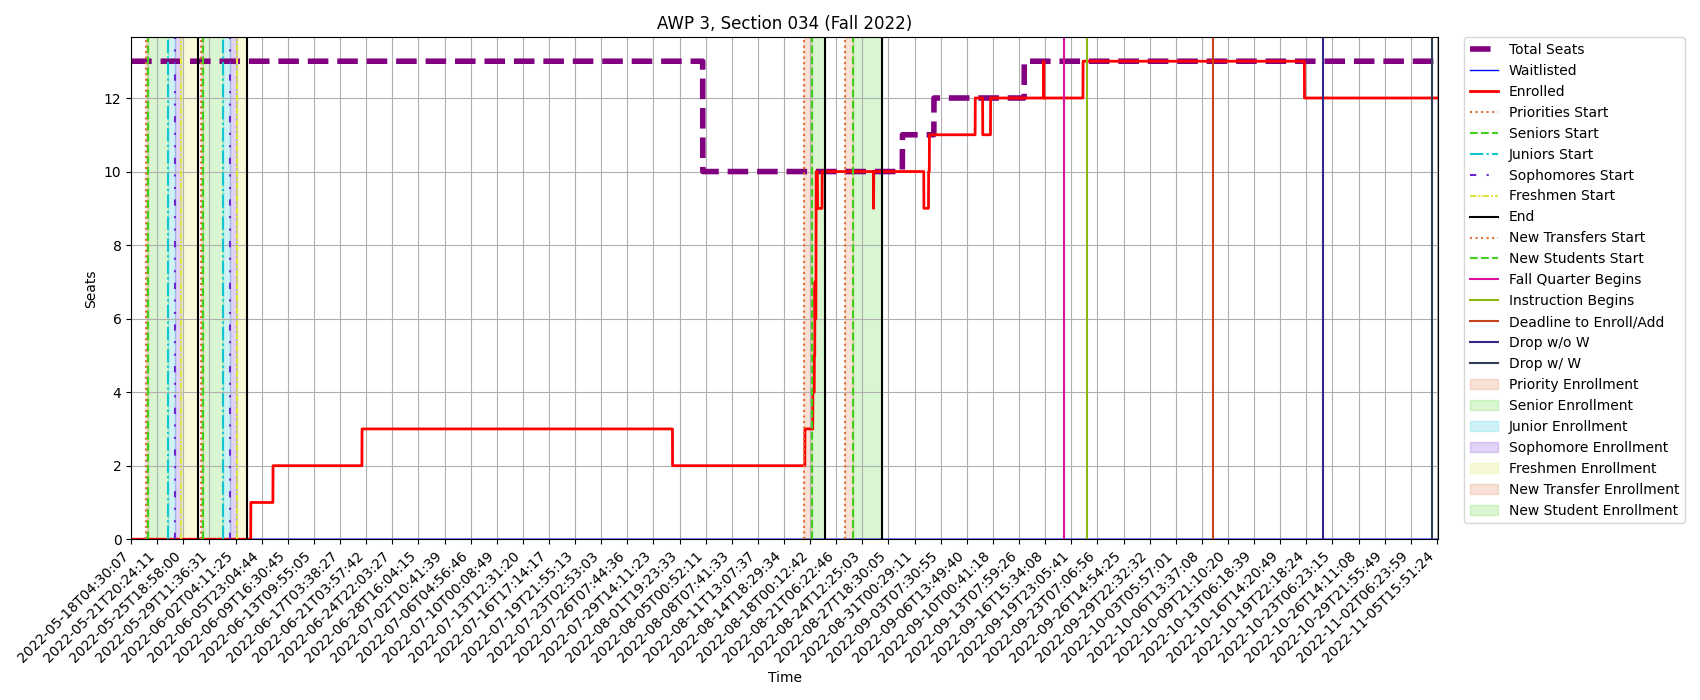 AWP 3, Section 034 (Fall 2022)
Seats
12
10
8
6
4
2
0
2022-05-18T04:30:07
2022-05-21T20:24:11
2022-05-25T18:58:00
2022-05-29T11:36:31
2022-06-02T04:11:25
2022-06-05T23:04:44
2022-06-09T16:30:45
2022-06-13T09:55:05
2022-06-17T03:38:27
2022-06-21T03:57:42
2022-06-24T22:03:27
2022-06-28T16:04:15
2022-07-02T10:41:39
2022-07-06T04:56:46
2022-07-10T00:08:49
2022-07-13T12:31:20
2022-07-16T17:14:17
2022-07-19T21:55:13
2022-07-23T02:53:03
2022-07-26T07:44:36
2022-07-29T14:11:23
2022-08-01T19:23:33
2022-08-05T00:52:11
2022-08-08T07:41:33
2022-08-11T13:07:37
2022-08-14T18:29:34
2022-08-18T00:12:42
2022-08-21T06:22:46
2022-08-24T12:25:03
2022-08-27T18:30:05
2022-08-31T00:29:11
2022-09-03T07:30:55
2022-09-06T13:49:40
2022-09-10T00:41:18
2022-09-13T07:59:26
2022-09-16T15:34:08
2022-09-19T23:05:41
2022-09-23T07:06:56
2022-09-26T14:54:25
2022-09-29T22:32:32
2022-10-03T05:57:01
2022-10-06T13:37:08
2022-10-09T21:10:20
2022-10-13T06:18:39
2022-10-16T14:20:49
2022-10-19T22:18:24
2022-10-23T06:23:15
2022-10-26T14:11:08
2022-10-29T21:55:49
2022-11-02T06:23:59
2022-11-05T15:51:24
Time
Total Seats
Waitlisted
Enrolled
Priorities Start
Seniors Start
Juniors Start
Sophomores Start
Freshmen Start
End
New Transfers Start
New Students Start
Fall Quarter Begins
Instruction Begins
Deadline to Enroll/Add
Drop w/o W
Drop w/ W
Priority Enrollment
Senior Enrollment
Junior Enrollment
Sophomore Enrollment
Freshmen Enrollment
New Transfer Enrollment
New Student Enrollment